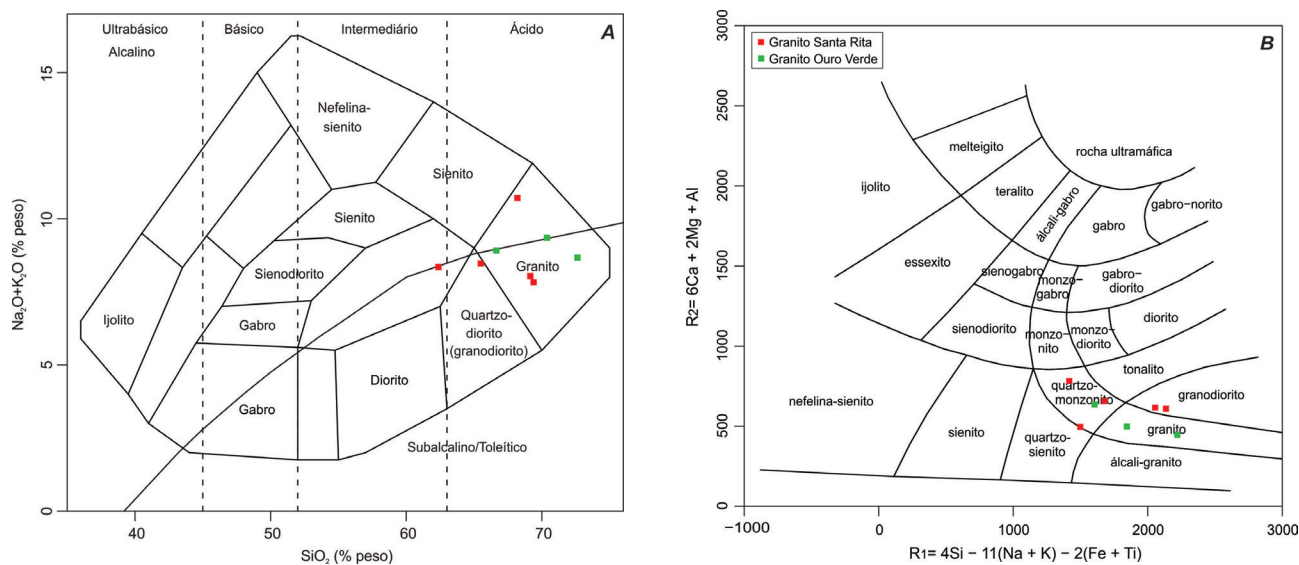 Ultrabásico
Básico
Intermediário
Ácido
A
Alcalino
Nefelina-
sienito
Sienito
Sienito
Sienodiorito
Granito
Ijolito
Gabro
Quartzo-
diorito
(granodiorito)
Diorito
Gabro
Subalcalino/Toleítico
15
10
5
0
40
50
60
70
Na2O+K2O (% peso)
SiO2 (% peso)
B
Granito Santa Rita
Granito Ouro Verde
melteigito
rocha ultramáfica
ijolito
teralito
álcali-gabro
gabro
gabro-norito
essexito
sienogabro
monzo-
gabro
gabro-
diorito
sienodiorito
monzo-
nito
monzo-
diorito
diorito
tonalito
nefelina-sienito
quartzo-
monzonito
granodiorito
sienito
quartzo-
sienito
granito
álcali-granito
3000
2500
2000
1500
1000
500
0
−1000
0
1000
2000
3000
R2= 6Ca + 2Mg + Al
R1= 4Si − 11(Na + K) − 2(Fe + Ti)